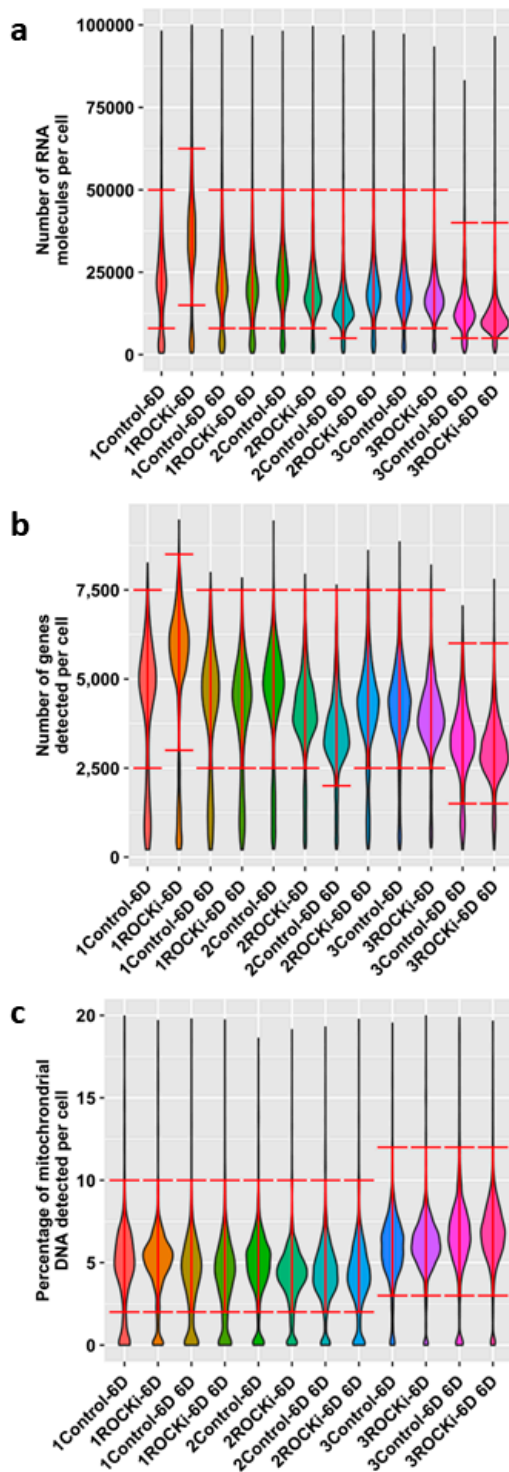 a
Number of RNA
molecules per cell
100000
75000
50000
25000
0
1Control-6D
1ROCKi-6D
1Control-6D 6D
1ROCKi-6D 6D
2Control-6D
2ROCKi-6D
2Control-6D 6D
2ROCKi-6D 6D
3Control-6D
3ROCKi-6D
3Control-6D 6D
3ROCKi-6D 6D
b
Number of genes
detected per cell
7,500
5,000
2,500
0
1Control-6D
1ROCKi-6D
1Control-6D 6D
1ROCKi-6D 6D
2Control-6D
2ROCKi-6D
2Control-6D 6D
2ROCKi-6D 6D
3Control-6D
3ROCKi-6D
3Control-6D 6D
3ROCKi-6D 6D
c
Percentage of mitochrondrial
DNA detected per cell
20
15
10
5
0
1Control-6D
1ROCKi-6D
1Control-6D 6D
1ROCKi-6D 6D
2Control-6D
2ROCKi-6D
2Control-6D 6D
2ROCKi-6D 6D
3Control-6D
3ROCKi-6D
3Control-6D 6D
3ROCKi-6D 6D